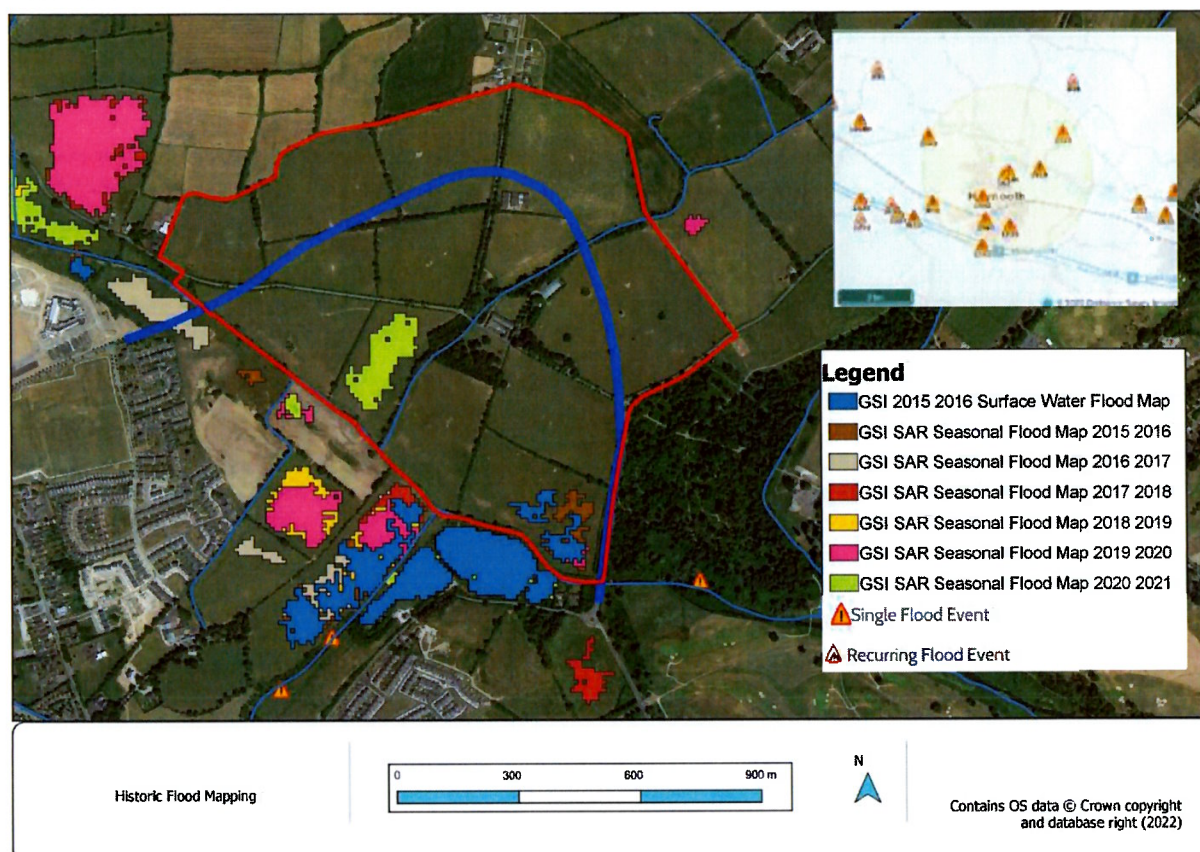 Legend
GSI 2015 2016 Surface Water Flood Map
GSI SAR Seasonal Flood Map 2015 2016
GSI SAR Seasonal Flood Map 2016 2017
GSI SAR Seasonal Flood Map 2017 2018
GSI SAR Seasonal Flood Map 2018 2019
GSI SAR Seasonal Flood Map 2019 2020
GSI SAR Seasonal Flood Map 2020 2021
Single Flood Event
Recurring Flood Event
Historic Flood Mapping
0 300 600 900 m
N
Contains OS data © Crown copyright
and database right (2022)